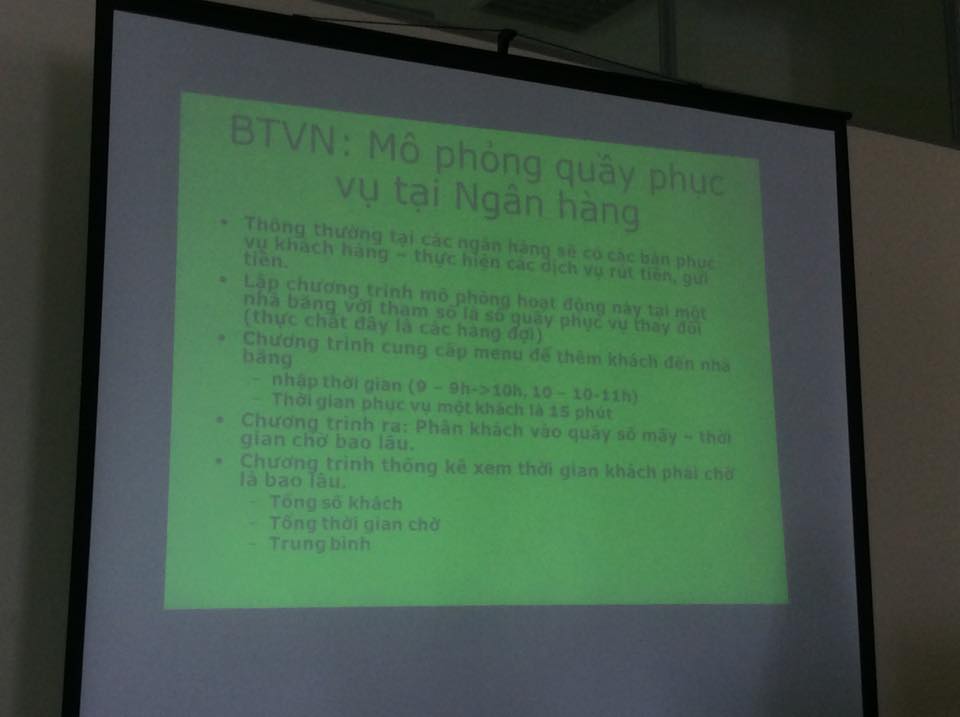 BTVN: Mô phỏng quầy phục
vụ tại Ngân hàng
• Thông thường tại các ngân hàng sẽ có các bàn phục
vụ khách hàng – thực hiện các dịch vụ rút tiền, gửi
tiền.
• Lập chương trình mô phỏng hoạt động này tại một
nhà băng với tham số là số quầy phục vụ thay đổi
(thực chất đây là các hàng đợi)
• Chương trình cung cấp menu để thêm khách đến nhà
băng
– nhập thời gian (9 – 9h->10h, 10 – 10-11h)
– Thời gian phục vụ một khách là 15 phút
• Chương trình ra: Phân khách vào quầy số mấy – thời
gian chờ bao lâu.
• Chương trình thống kê xem thời gian khách phải chờ
là bao lâu.
– Tổng số khách
– Tổng thời gian chờ
– Trung bình